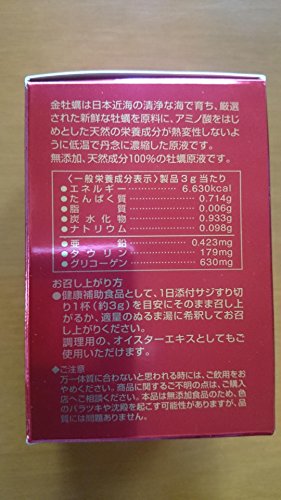 金牡蠣は日本近海の清浄な海で育ち、厳選
された新鮮な牡蠣を原料に、アミノ酸をは
じめとした天然の栄養成分が熱変性しないよ
うに低温で丹念に濃縮した原液です。
無添加、天然成分100%の牡蠣原液です。
〈一般栄養成分表示〉製品3g当たり
●エネルギー 6.630kcal
●たんぱく質 0.714g
●脂質 0.006g
●炭水化物 0.933g
●ナトリウム 0.098g
●亜鉛 0.423mg
●タウリン 179mg
●グリコーゲン 630mg
お召し上がり方
●健康補助食品として、1日添付サジすり
切り1杯(約3g)を目安にそのまま召し上
がるか、適量のぬるま湯に希釈してお召
し上がりください。
調理用の、オイスターエキスとしてもご
使用いただけます。
●ご注意
万一体質に合わないと思われる時には、ご飲用をお
やめください。商品に関するご不明の点は、ご購入
店へご相談ください。本品は無添加食品のため、色
のバラツキや沈殿を起こす可能性がありますが、品
質には問題ありません。